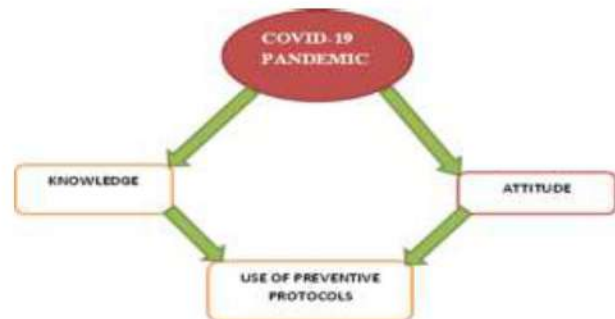 COVID-19
PANDEMIC
KNOWLEDGE
ATTITUDE
USE OF PREVENTIVE
PROTOCOLS